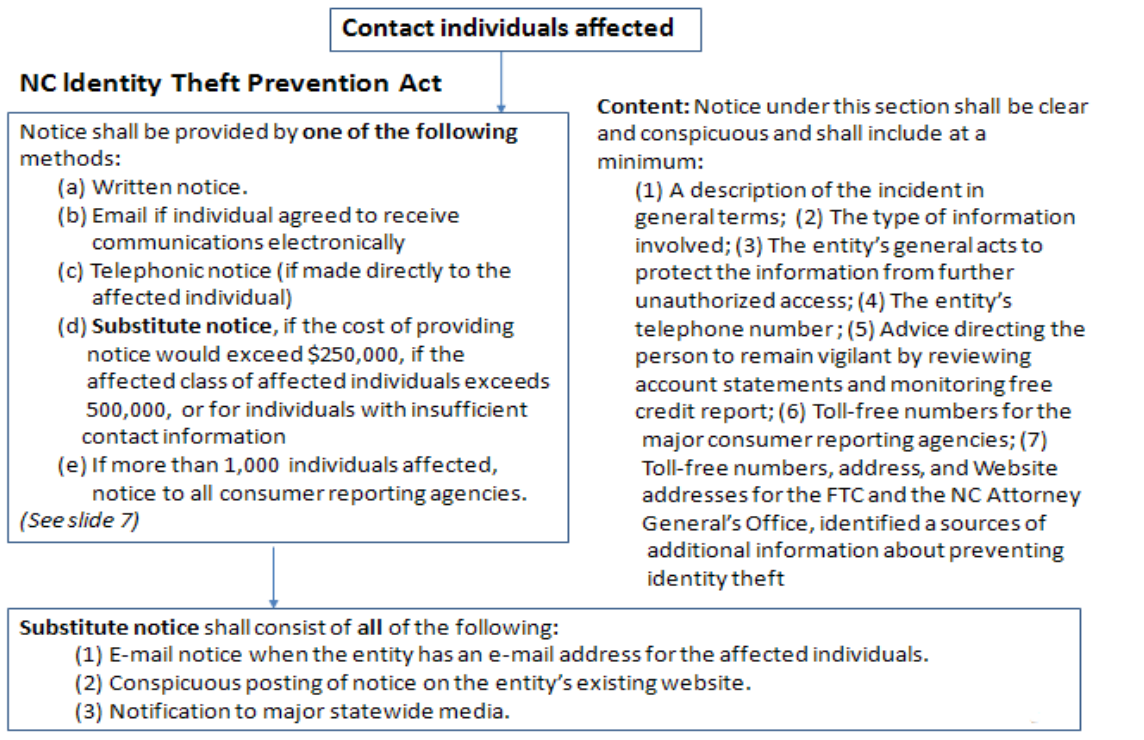 Contact individuals affected
NC Identity Theft Prevention Act
Notice shall be provided by one of the following
methods:
(a) Written notice.
(b) Email if individual agreed to receive
communications electronically
(c) Telephonic notice (if made directly to the
affected individual)
(d) Substitute notice, if the cost of providing
notice would exceed $250,000, if the
affected class of affected individuals exceeds
500,000, or for individuals with insufficient
contact information
(e) If more than 1,000 individuals affected,
notice to all consumer reporting agencies.
(See slide 7)
Content: Notice under this section shall be clear
and conspicuous and shall include at a
minimum:
(1) A description of the incident in
general terms; (2) The type of information
involved; (3) The entity's general acts to
protect the information from further
unauthorized access; (4) The entity's
telephone number; (5) Advice directing the
person to remain vigilant by reviewing
account statements and monitoring free
credit report; (6) Toll-free numbers for the
major consumer reporting agencies; (7)
Toll-free numbers, address, and Website
addresses for the FTC and the NC Attorney
General's Office, identified a sources of
additional information about preventing
identity theft
Substitute notice shall consist of all of the following:
(1) E-mail notice when the entity has an e-mail address for the affected individuals.
(2) Conspicuous posting of notice on the entity's existing website.
(3) Notification to major statewide media.